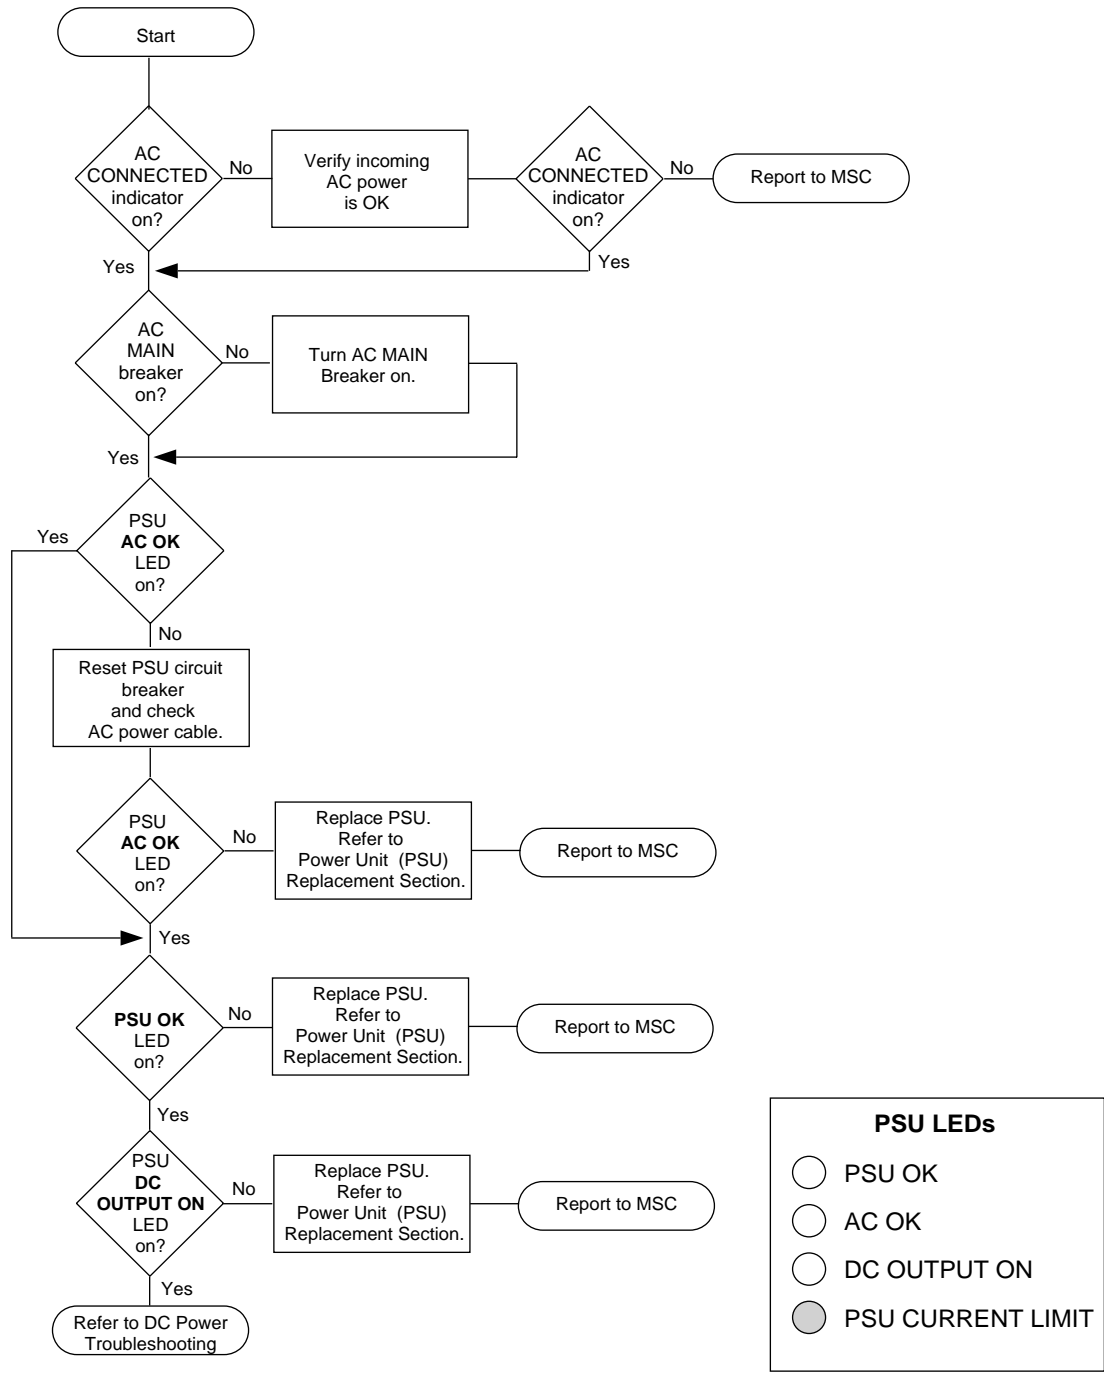 Start
AC
CONNECTED
indicator
on?
No
Verify incoming
AC power
is OK
AC
CONNECTED
indicator
on?
No
Report to MSC
Yes
Yes
AC
MAIN
breaker
on?
No
Turn AC MAIN
Breaker on.
Yes
PSU
AC OK
LED
on?
Yes
No
Reset PSU circuit
breaker
and check
AC power cable.
PSU
AC OK
LED
on?
No
Replace PSU.
Refer to
Power Unit (PSU)
Replacement Section.
Report to MSC
Yes
PSU OK
LED
on?
No
Replace PSU.
Refer to
Power Unit (PSU)
Replacement Section.
Report to MSC
Yes
PSU
DC
OUTPUT ON
LED
on?
No
Replace PSU.
Refer to
Power Unit (PSU)
Replacement Section.
Report to MSC
Yes
Refer to DC Power
Troubleshooting
PSU LEDs
PSU OK
AC OK
DC OUTPUT ON
PSU CURRENT LIMIT